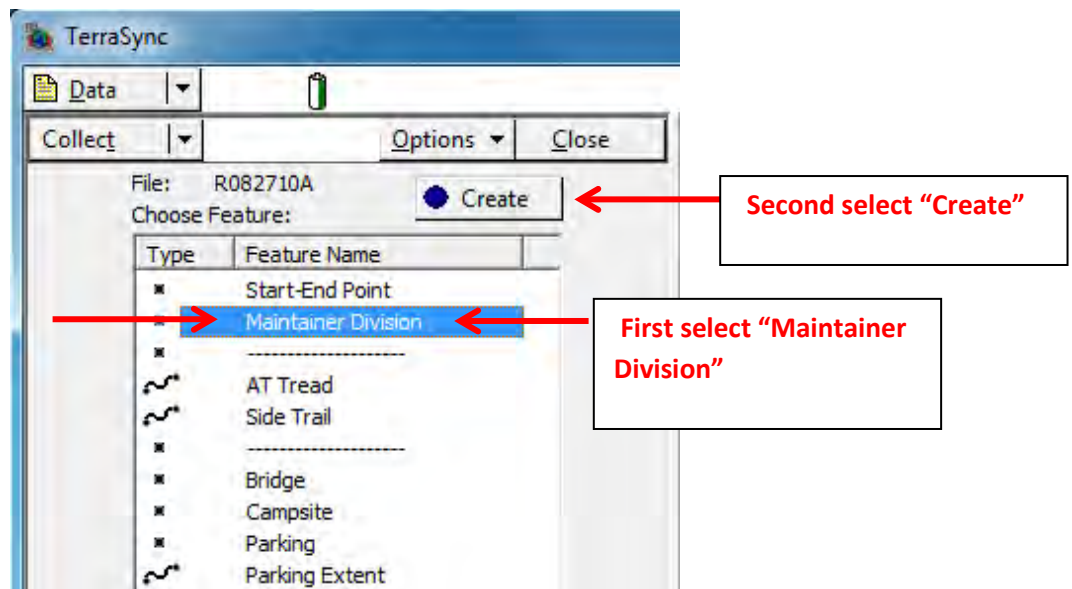 TerraSync
Data
Collect Options Close
File: R082710A
Create
Choose Feature:
Type Feature Name
Start-End Point
Maintainer Division
---------------------
AT Tread
Side Trail
---------------------
Bridge
Campsite
Parking
Parking Extent
Second select “Create”
First select “Maintainer
Division”